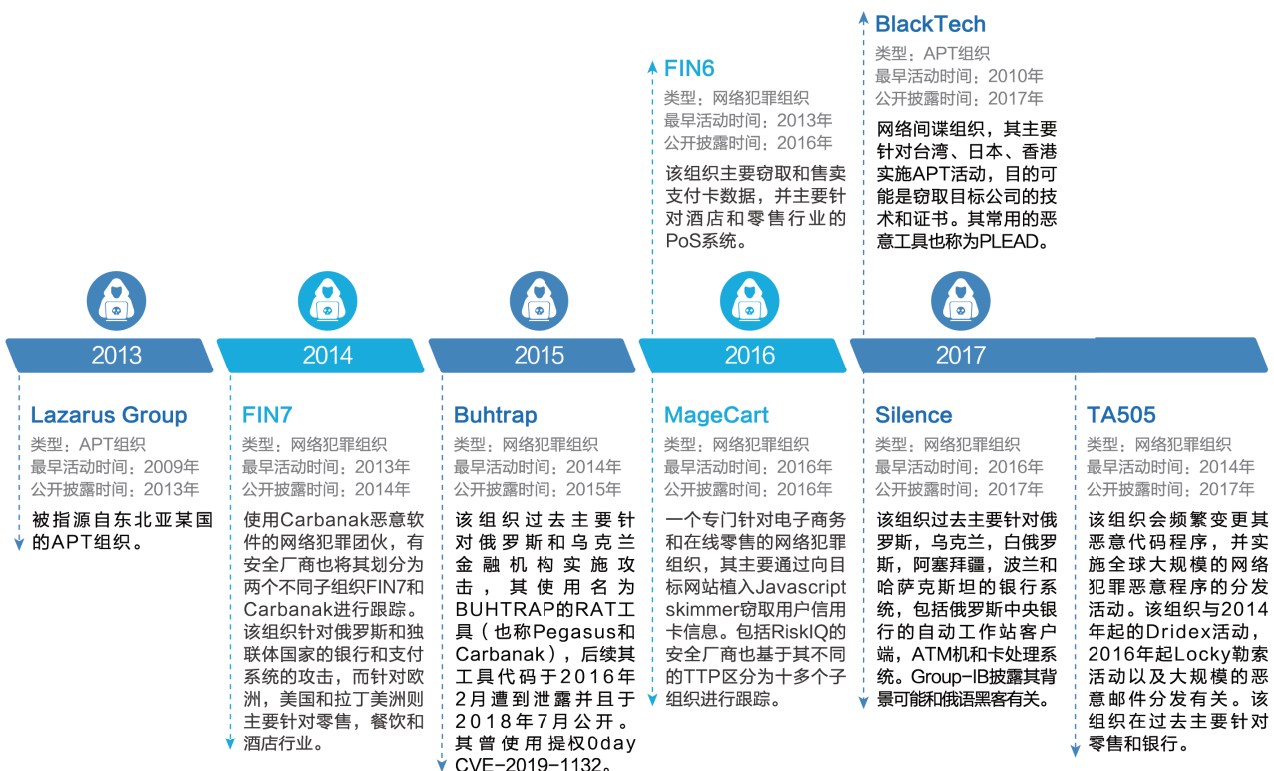 BlackTech
类型：APT组织
最早活动时间：2010年
公开披露时间：2017年
网络间谍组织，其主要
针对台湾、日本、香港
实施APT活动，目的可
能是窃取目标公司的技
术和证书。其常用的恶
意工具也称为PLEAD。
FIN6
类型：网络犯罪组织
最早活动时间：2013年
公开披露时间：2016年
该组织主要窃取和售卖
支付卡数据，并主要针
对酒店和零售行业的
PoS系统。
2013
2014
2015
2016
2017
Lazarus Group
类型：APT组织
最早活动时间：2009年
公开披露时间：2013年
被指源自东北亚某国
的APT组织。
FIN7
类型：网络犯罪组织
最早活动时间：2013年
公开披露时间：2014年
使用Carbanak恶意软
件的网络犯罪团伙，有
安全厂商也将其划分为
两个不同子组织FIN7和
Carbanak进行跟踪。
该组织针对俄罗斯和独
联体国家的银行和支付
系统的攻击，而针对欧
洲，美国和拉丁美洲则
主要针对零售，餐饮和
酒店行业。
Buhtrap
类型：网络犯罪组织
最早活动时间：2014年
公开披露时间：2015年
该组织过去主要针
对俄罗斯和乌克兰
金融机构实施攻
击，其使用名为
BUHTRAP的RAT工
具（也称Pegasus和
Carbanak），后续其
工具代码于2016年
2月遭到泄露并且于
2018年7月公开。
其曾使用提权0day
CVE-2019-1132。
MageCart
类型：网络犯罪组织
最早活动时间：2016年
公开披露时间：2016年
一个专门针对电子商务
和在线零售的网络犯罪
组织，其主要通过向目
标网站植入Javascript
skimmer窃取用户信用
卡信息。包括RiskIQ的
安全厂商也基于其不同
的TTP区分为十多个子
组织进行跟踪。
Silence
类型：网络犯罪组织
最早活动时间：2016年
公开披露时间：2017年
该组织过去主要针对俄
罗斯，乌克兰，白俄罗
斯，阿塞拜疆，波兰和
哈萨克斯坦的银行系
统，包括俄罗斯中央银
行的自动工作站客户
端，ATM机和卡处理系
统。Group-IB披露其背
景可能和俄语黑客有关。
TA505
类型：网络犯罪组织
最早活动时间：2014年
公开披露时间：2017年
该组织会频繁变更其
恶意代码程序，并实
施全球大规模的网络
犯罪恶意程序的分发
活动。该组织与2014
年起的Dridex活动，
2016年起Locky勒索
活动以及大规模的恶
意邮件分发有关。该
组织在过去主要针对
零售和银行。